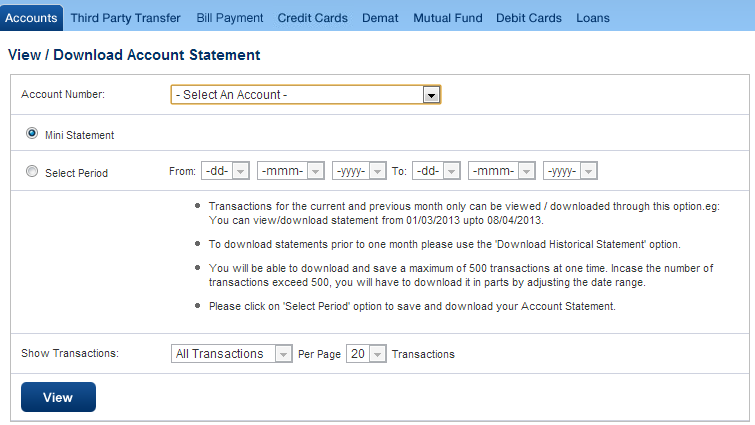 Accounts Third Party Transfer Bill Payment Credit Cards Demat Mutual Fund Debit Cards Loans
View / Download Account Statement
Account Number: - Select An Account -
Mini Statement
Select Period From: -dd- -mmm- -yyyy- To: -dd- -mmm- -yyyy-
Transactions for the current and previous month only can be viewed / downloaded through this option.eg:
You can view/download statement from 01/03/2013 upto 08/04/2013.
To download statements prior to one month please use the 'Download Historical Statement' option.
You will be able to download and save a maximum of 500 transactions at one time. Incase the number of
transactions exceed 500, you will have to download it in parts by adjusting the date range.
Please click on 'Select Period' option to save and download your Account Statement.
Show Transactions: All Transactions Per Page 20 Transactions
View